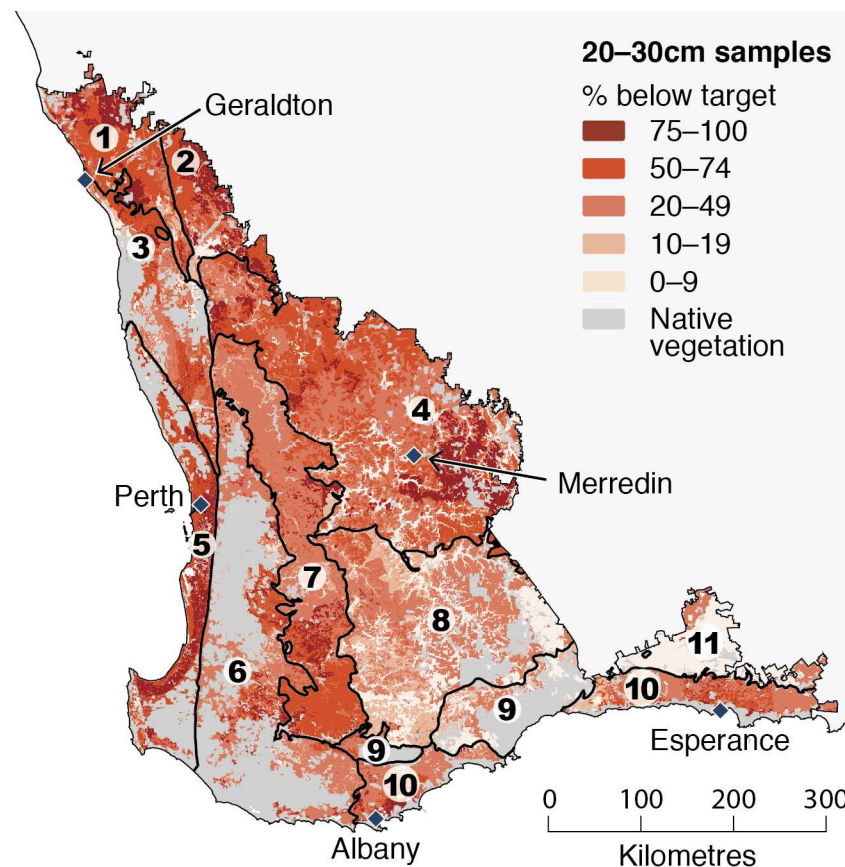 20–30cm samples
% below target
75–100
50–74
20–49
10–19
0–9
Native
vegetation
Geraldton
1
2
3
4
Merredin
Perth
5
7
8
6
11
10
9
9
Esperance
10
Albany
0 100 200 300
Kilometres